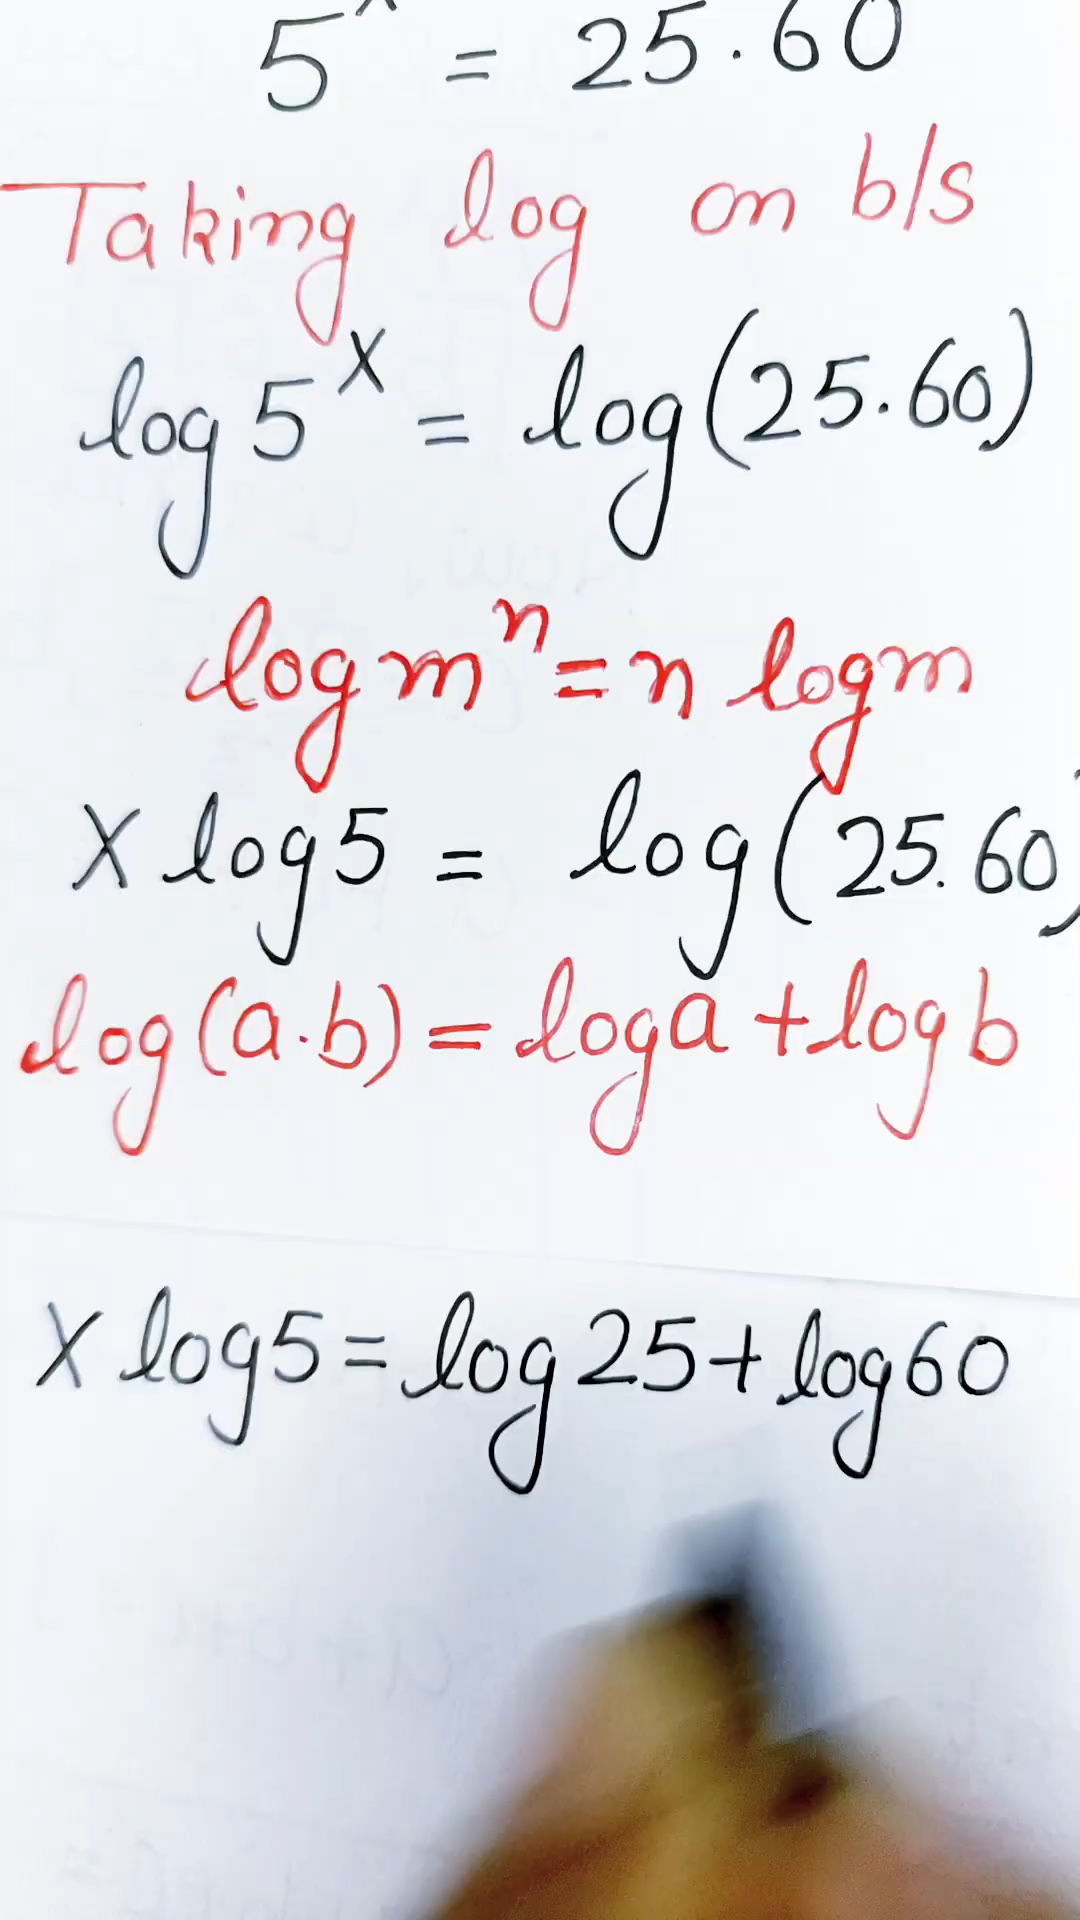 5^x = 25.60
Taking log on b/s
log 5^x = log(25.60)
log m^n = n log m
x log 5 = log(25.60)
log(a.b) = log a + log b
x log 5 = log 25 + log 60